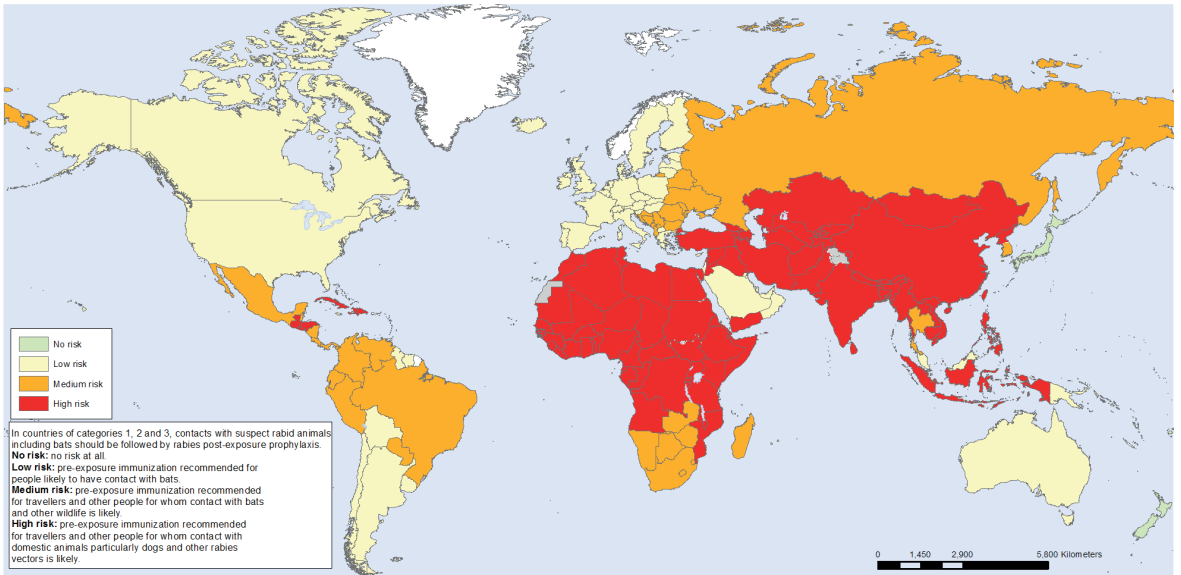 No risk
Low risk
Medium risk
High risk
In countries of categories 1, 2 and 3, contacts with suspect rabid animals
including bats should be followed by rabies post-exposure prophylaxis.
No risk: no risk at all.
Low risk: pre-exposure immunization recommended for
people likely to have contact with bats.
Medium risk: pre-exposure immunization recommended
for travellers and other people for whom contact with bats
and other wildlife is likely.
High risk: pre-exposure immunization recommended
for travellers and other people for whom contact with
domestic animals particularly dogs and other rabies
vectors is likely.
0 1,450 2,900 5,800 Kilometers